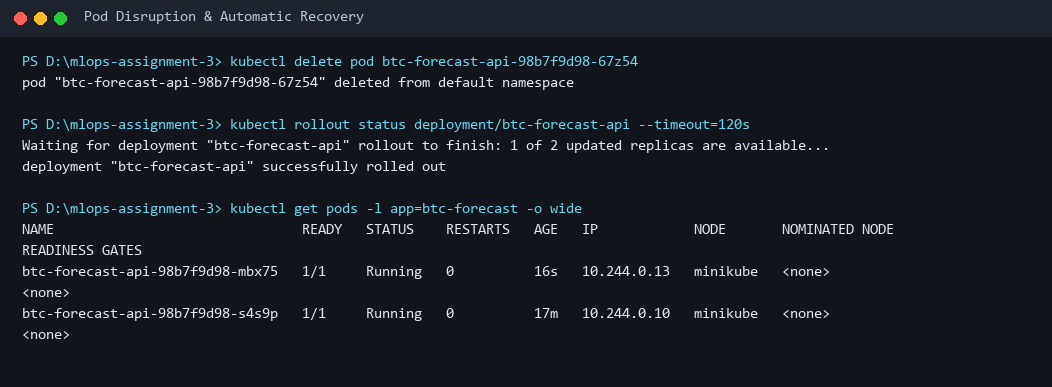 Pod Disruption & Automatic Recovery
PS D:\mlops-assignment-3> kubectl delete pod btc-forecast-api-98b7f9d98-67z54
pod "btc-forecast-api-98b7f9d98-67z54" deleted from default namespace
PS D:\mlops-assignment-3> kubectl rollout status deployment/btc-forecast-api --timeout=120s
Waiting for deployment "btc-forecast-api" rollout to finish: 1 of 2 updated replicas are available...
deployment "btc-forecast-api" successfully rolled out
PS D:\mlops-assignment-3> kubectl get pods -l app=btc-forecast -o wide
NAME                               READY   STATUS    RESTARTS   AGE   IP            NODE       NOMINATED NODE
READINESS GATES
btc-forecast-api-98b7f9d98-mbx75   1/1     Running   0          16s   10.244.0.13   minikube   <none>
<none>
btc-forecast-api-98b7f9d98-s4s9p   1/1     Running   0          17m   10.244.0.10   minikube   <none>
<none>